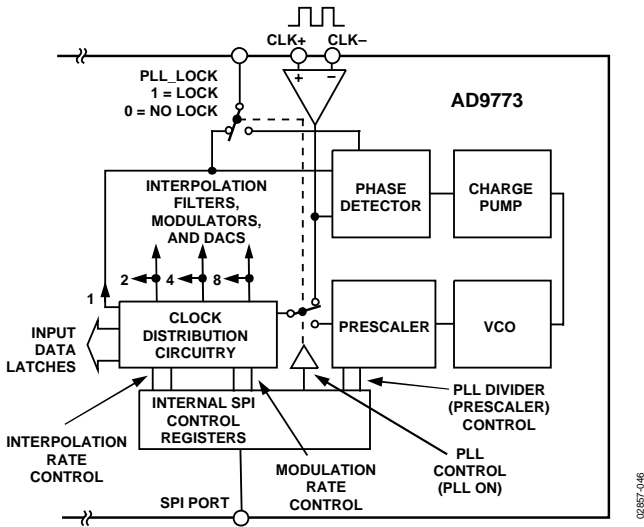 CLK+
CLK–
PLL_LOCK
1 = LOCK
0 = NO LOCK
AD9773
INTERPOLATION
FILTERS,
MODULATORS,
AND DACS
PHASE
DETECTOR
CHARGE
PUMP
2
4
8
1
CLOCK
DISTRIBUTION
CIRCUITRY
PRESCALER
VCO
INPUT
DATA
LATCHES
INTERNAL SPI
CONTROL
REGISTERS
PLL DIVIDER
(PRESCALER)
CONTROL
INTERPOLATION
RATE
CONTROL
MODULATION
RATE
CONTROL
PLL
CONTROL
(PLL ON)
SPI PORT
02857-046